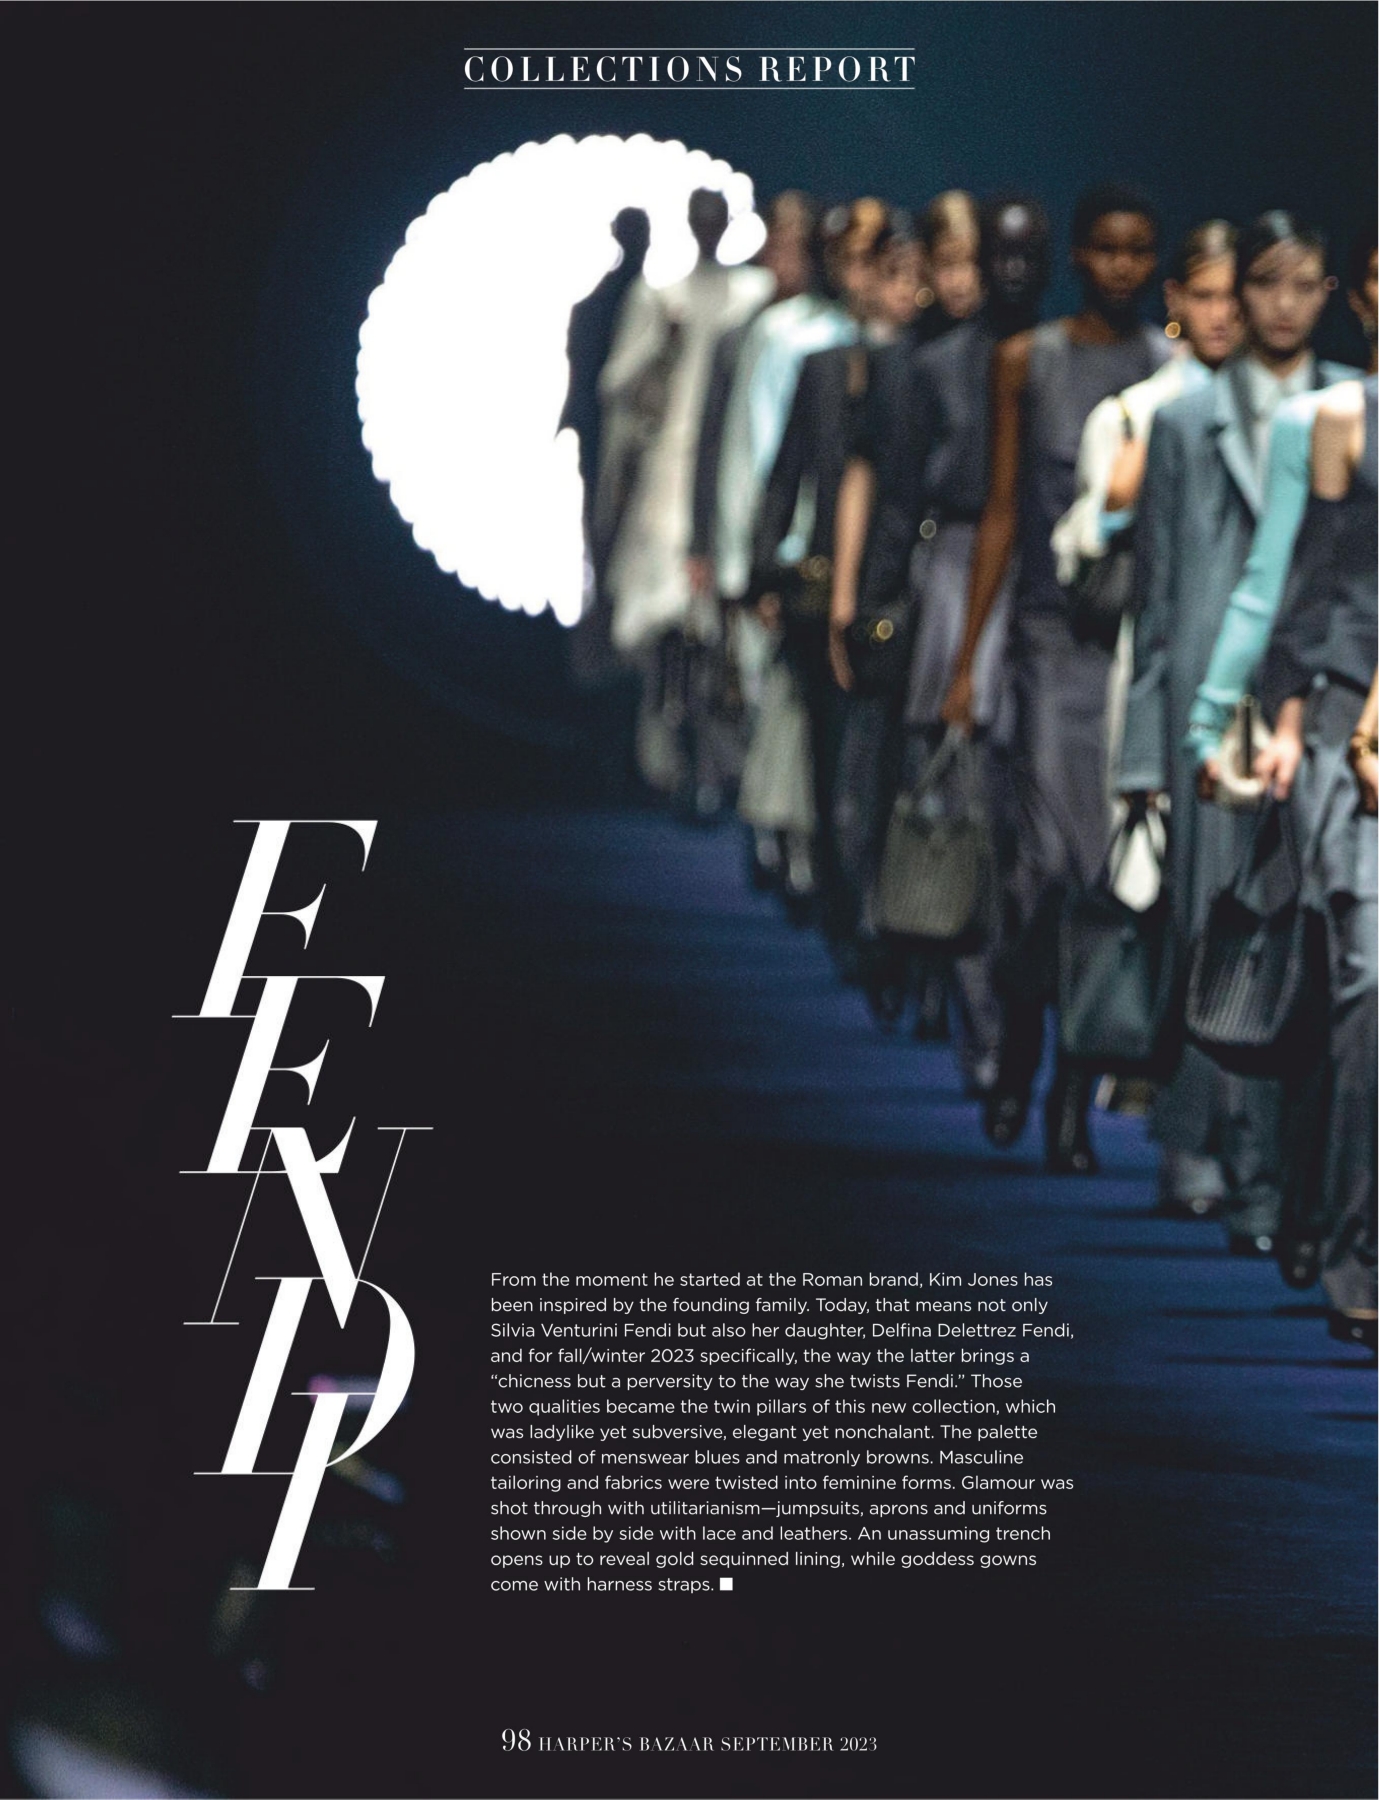 COLLECTIONS REPORT
FENDI
From the moment he started at the Roman brand, Kim Jones has
been inspired by the founding family. Today, that means not only
Silvia Venturini Fendi but also her daughter, Delfina Delettrez Fendi,
and for fall/winter 2023 specifically, the way the latter brings a
“chicness but a perversity to the way she twists Fendi.” Those
two qualities became the twin pillars of this new collection, which
was ladylike yet subversive, elegant yet nonchalant. The palette
consisted of menswear blues and matronly browns. Masculine
tailoring and fabrics were twisted into feminine forms. Glamour was
shot through with utilitarianism—jumpsuits, aprons and uniforms
shown side by side with lace and leathers. An unassuming trench
opens up to reveal gold sequinned lining, while goddess gowns
come with harness straps. ■
98 HARPER'S BAZAAR SEPTEMBER 2023